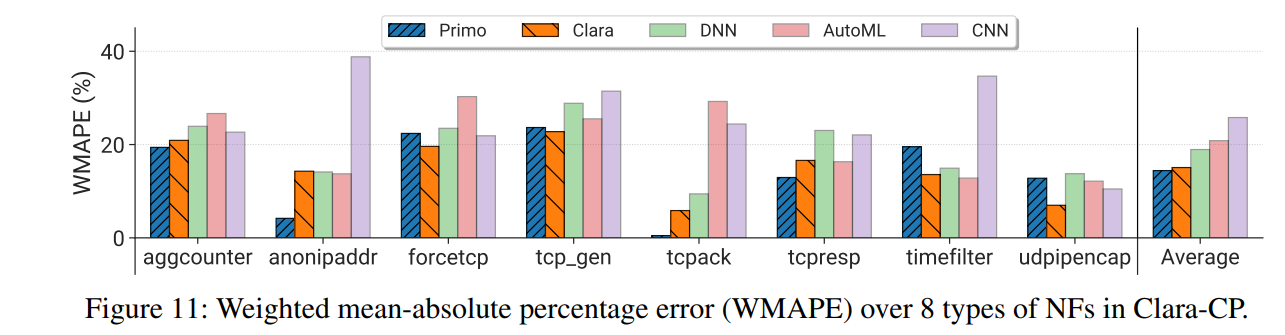 Primo Clara DNN AutoML CNN
WMAPE (%)
40
20
0
aggcounter anonipaddr forcetcp tcp_gen tcpack tcpresp timefilter udpipencap Average
Figure 11: Weighted mean-absolute percentage error (WMAPE) over 8 types of NFs in Clara-CP.